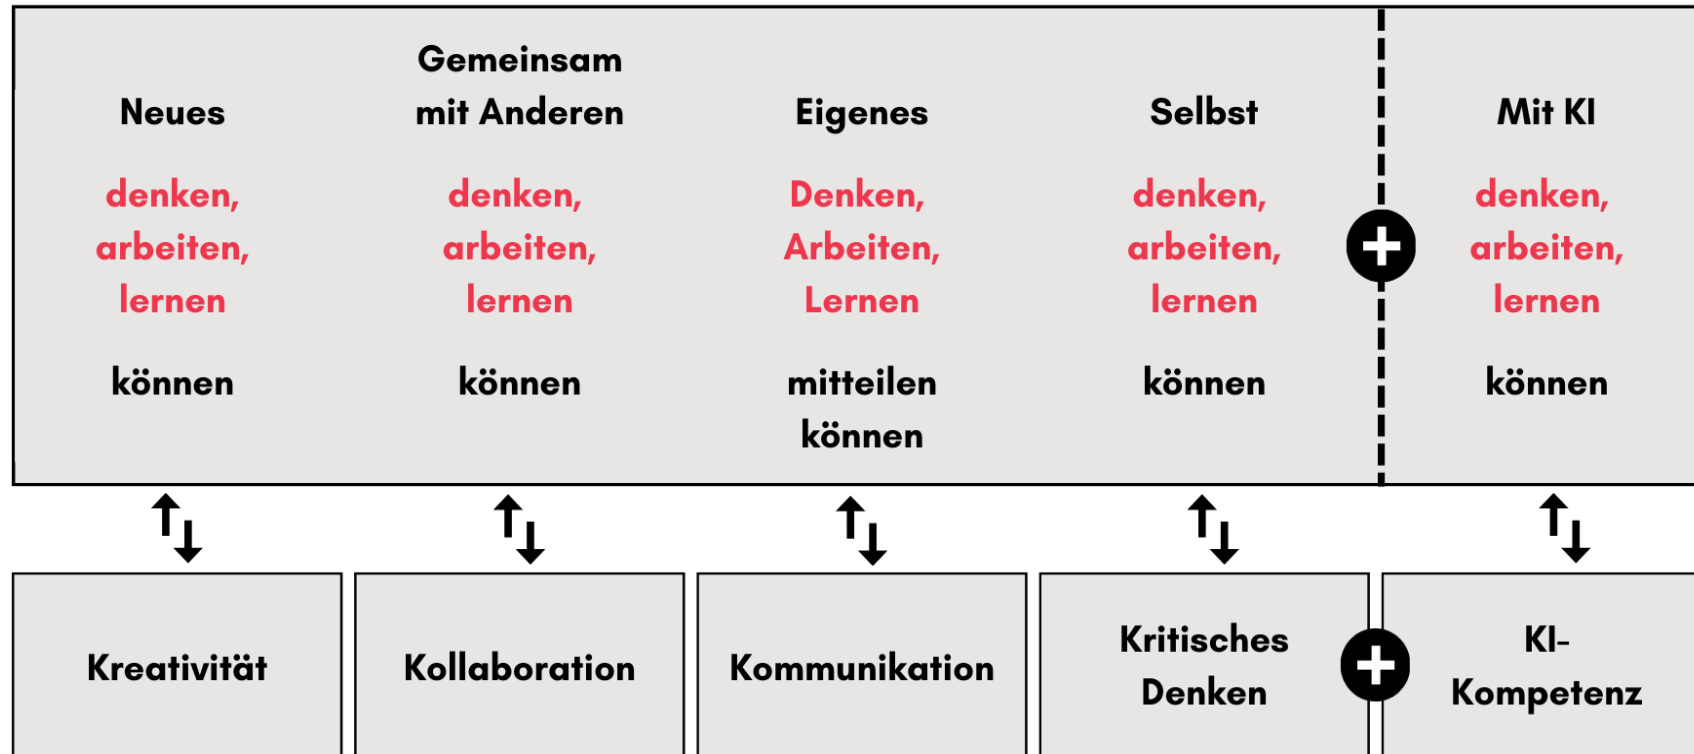 Neues
denken,
arbeiten,
lernen
können
Gemeinsam
mit Anderen
denken,
arbeiten,
lernen
können
Eigenes
Denken,
Arbeiten,
Lernen
mitteilen
können
Selbst
denken,
arbeiten,
lernen
können
Mit KI
denken,
arbeiten,
lernen
können
Kreativität
Kollaboration
Kommunikation
Kritisches
Denken
KI-
Kompetenz